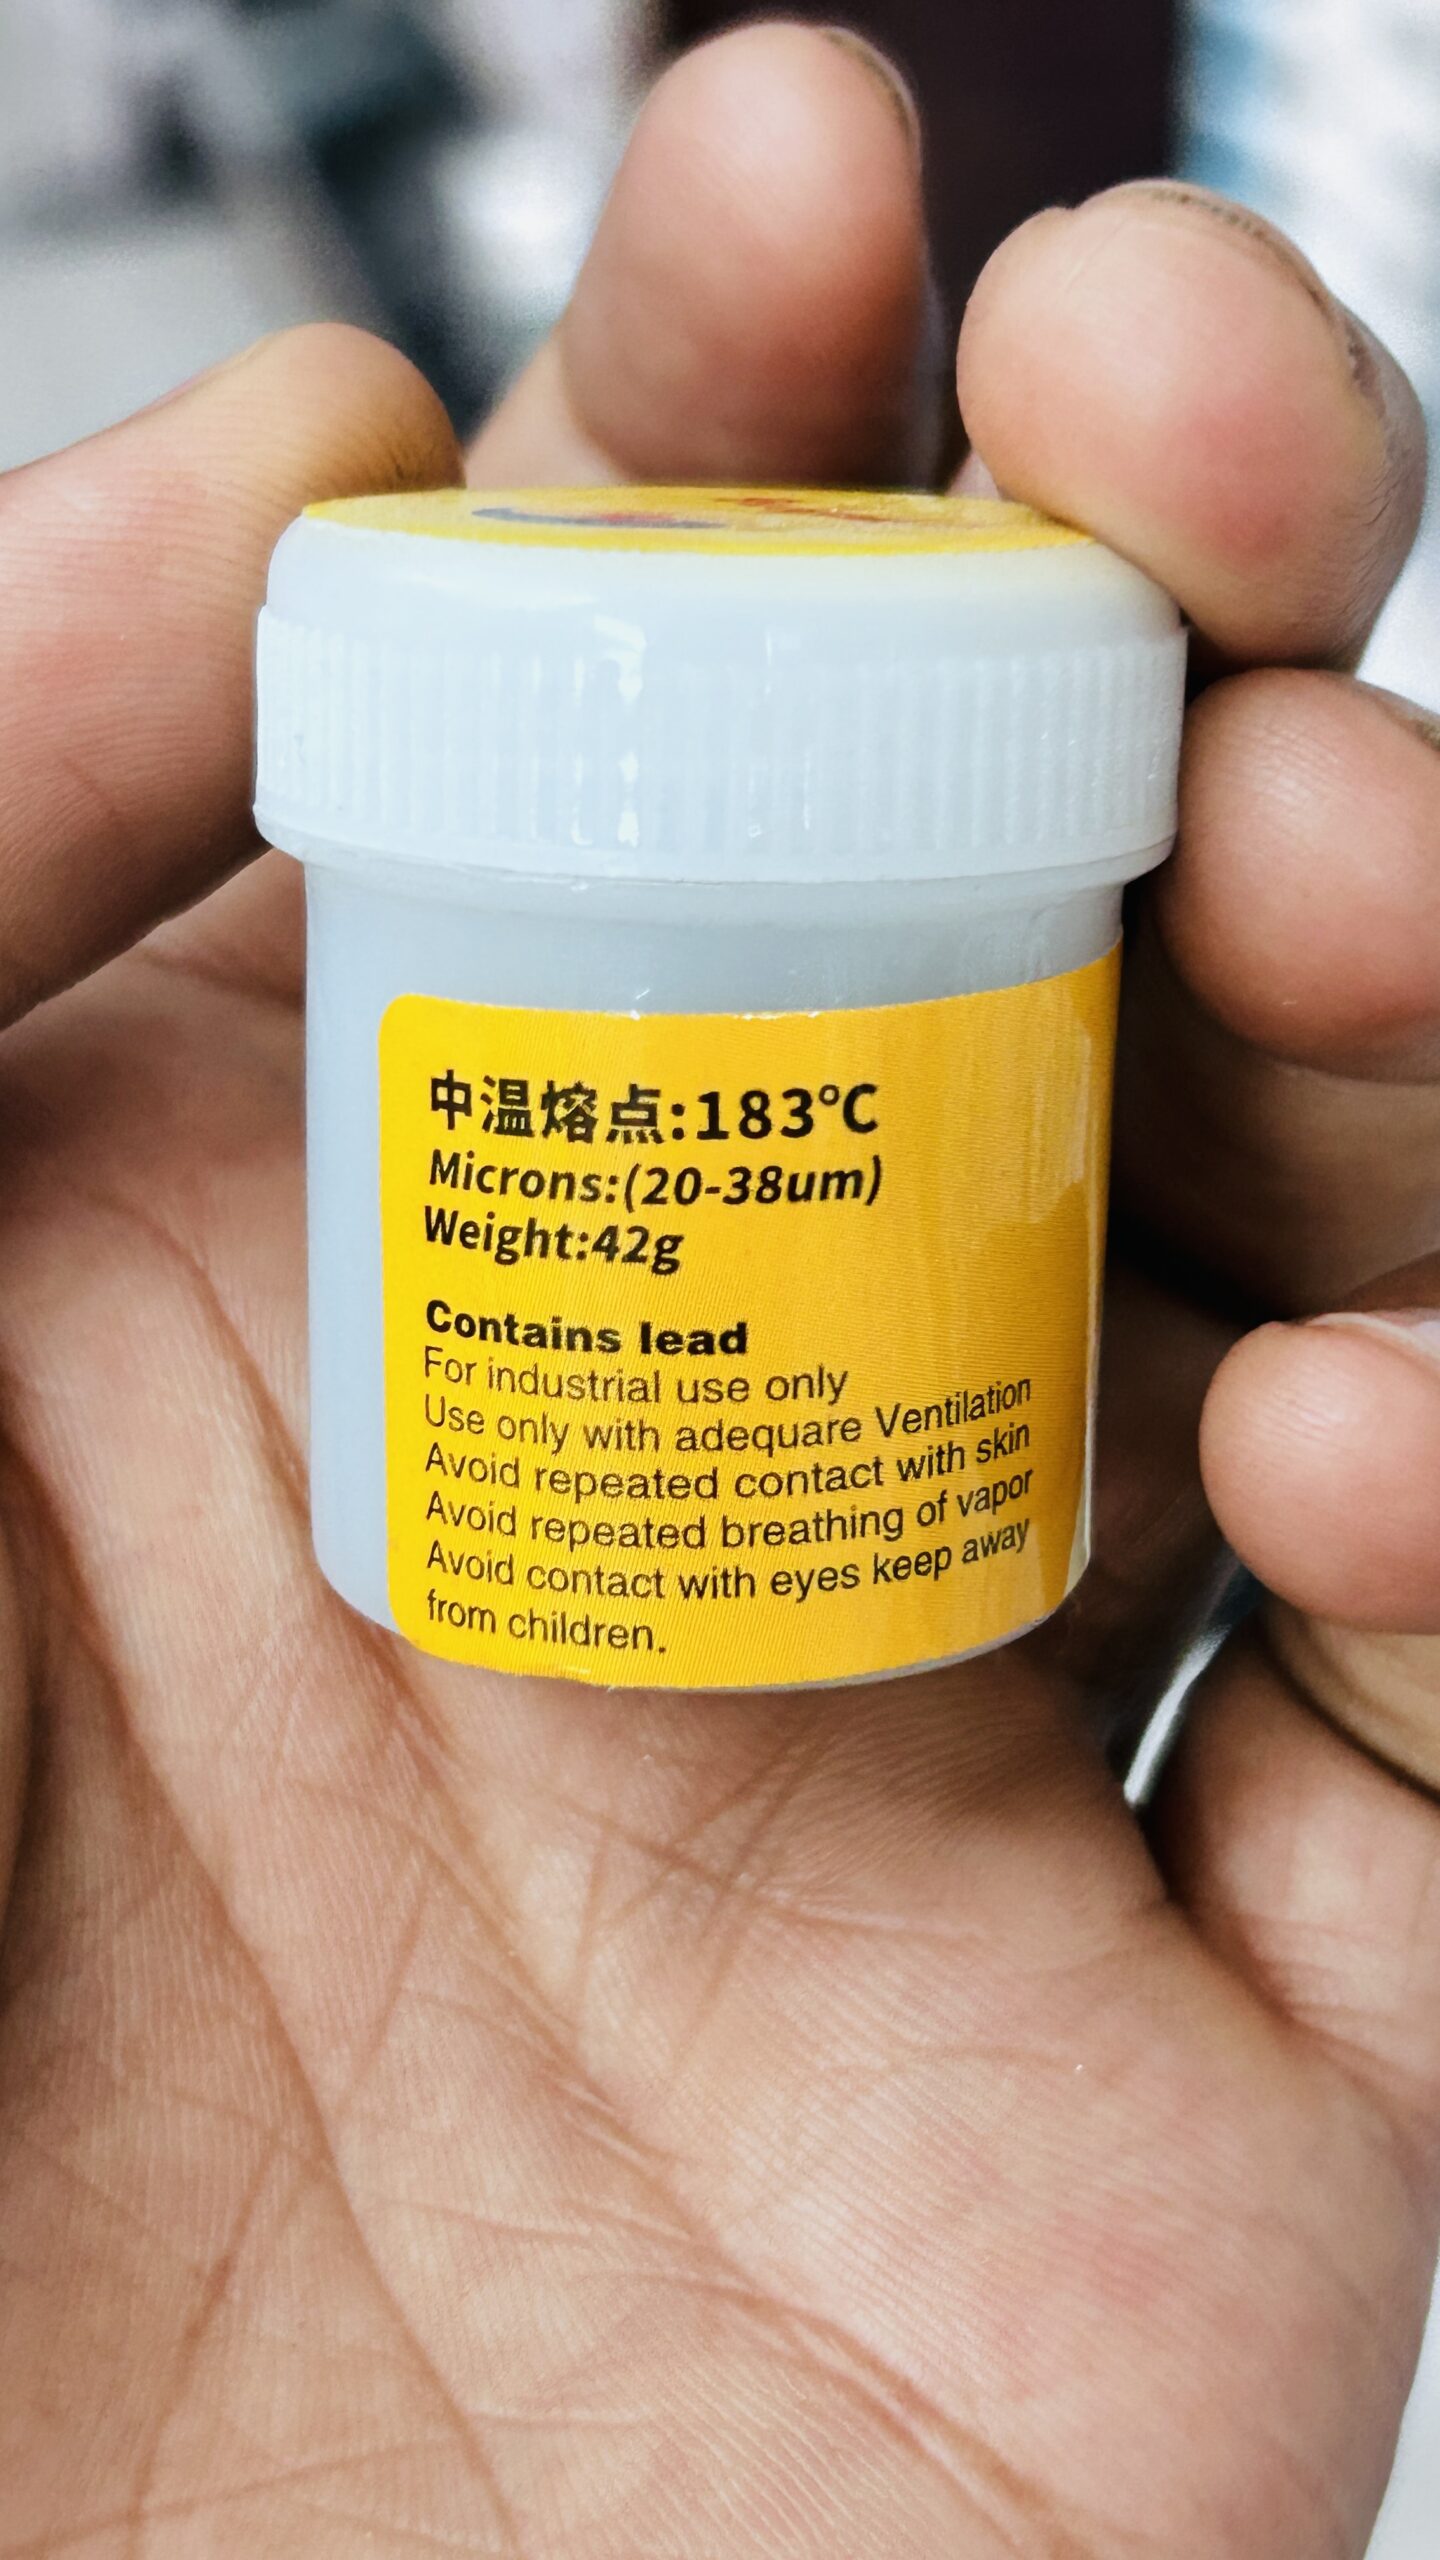 中温熔点:183℃
Microns:(20-38um)
Weight:42g
Contains lead
For industrial use only
Use only with adequare Ventilation
Avoid repeated contact with skin
Avoid repeated breathing of vapor
Avoid contact with eyes keep away
from children.